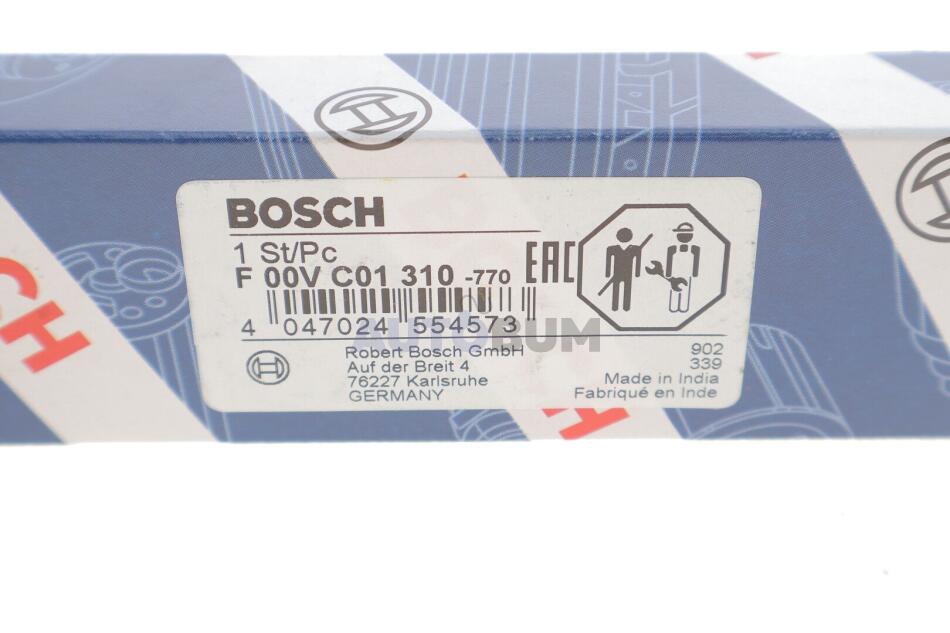 BOSCH
1 St/Pc
F 00V C01 310 -770
EAC
4 047024 554573
AUTOBUM
Robert Bosch GmbH
Auf der Breit 4
76227 Karlsruhe
GERMANY
902
339
Made in India
Fabriqué en Inde
CH
H